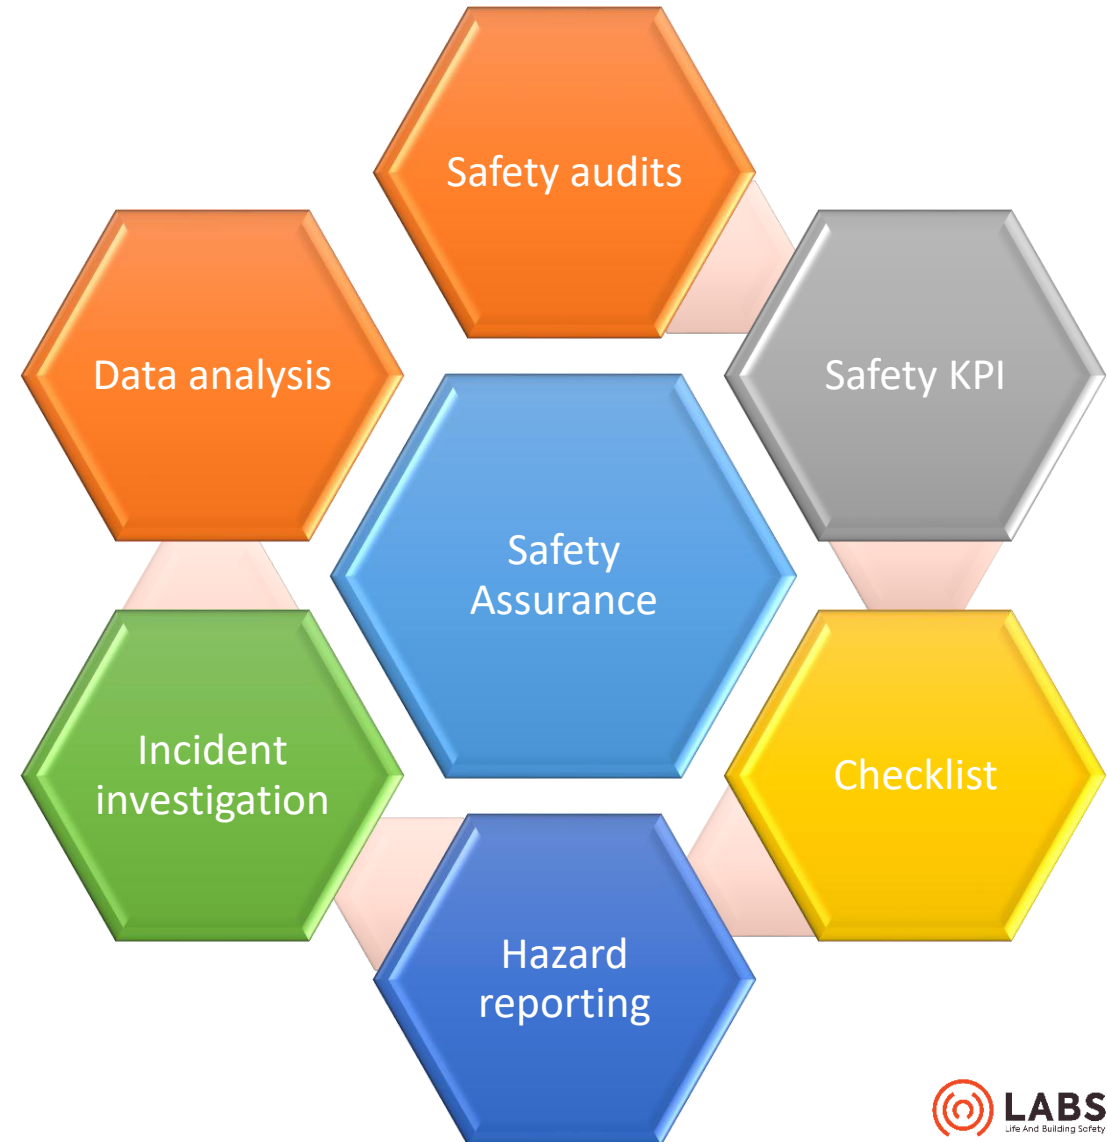 Safety audits
Safety KPI
Checklist
Hazard
reporting
Incident
investigation
Data analysis
Safety
Assurance
LABS
Life And Building Safety